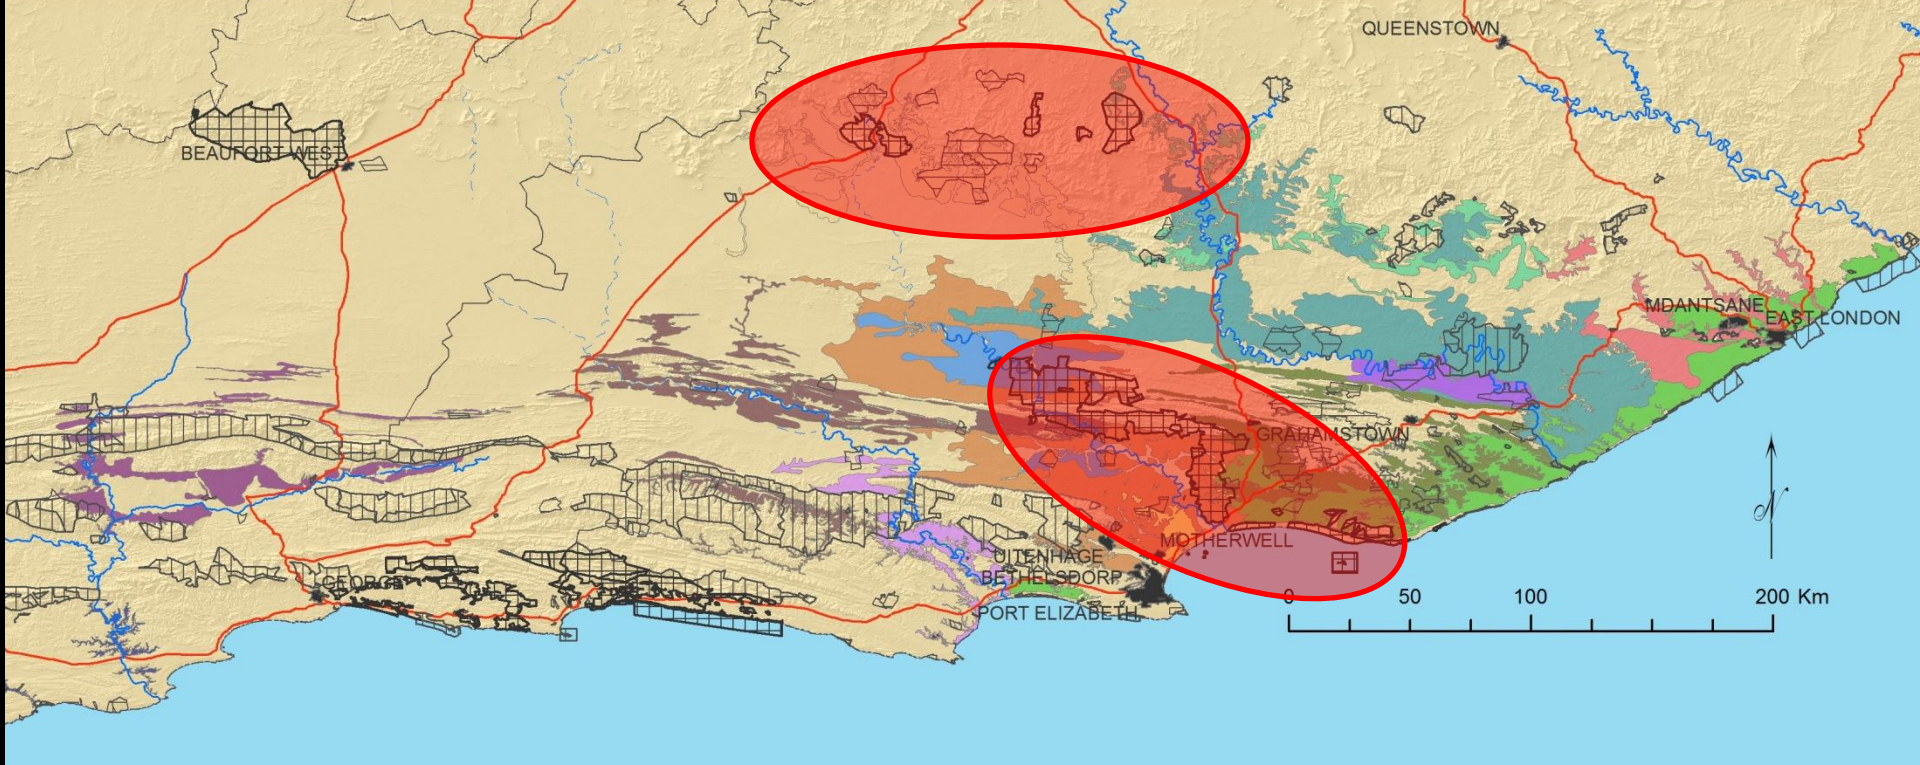 QUEENSTOWN
BEAUFORT WEST
MDANTSANE
EAST LONDON
GRAHAMSTOWN
MOTHERWELL
UITENHAGE
BETHELSDORP
GEORGE
PORT ELIZABETH
0 50 100 200 Km
N